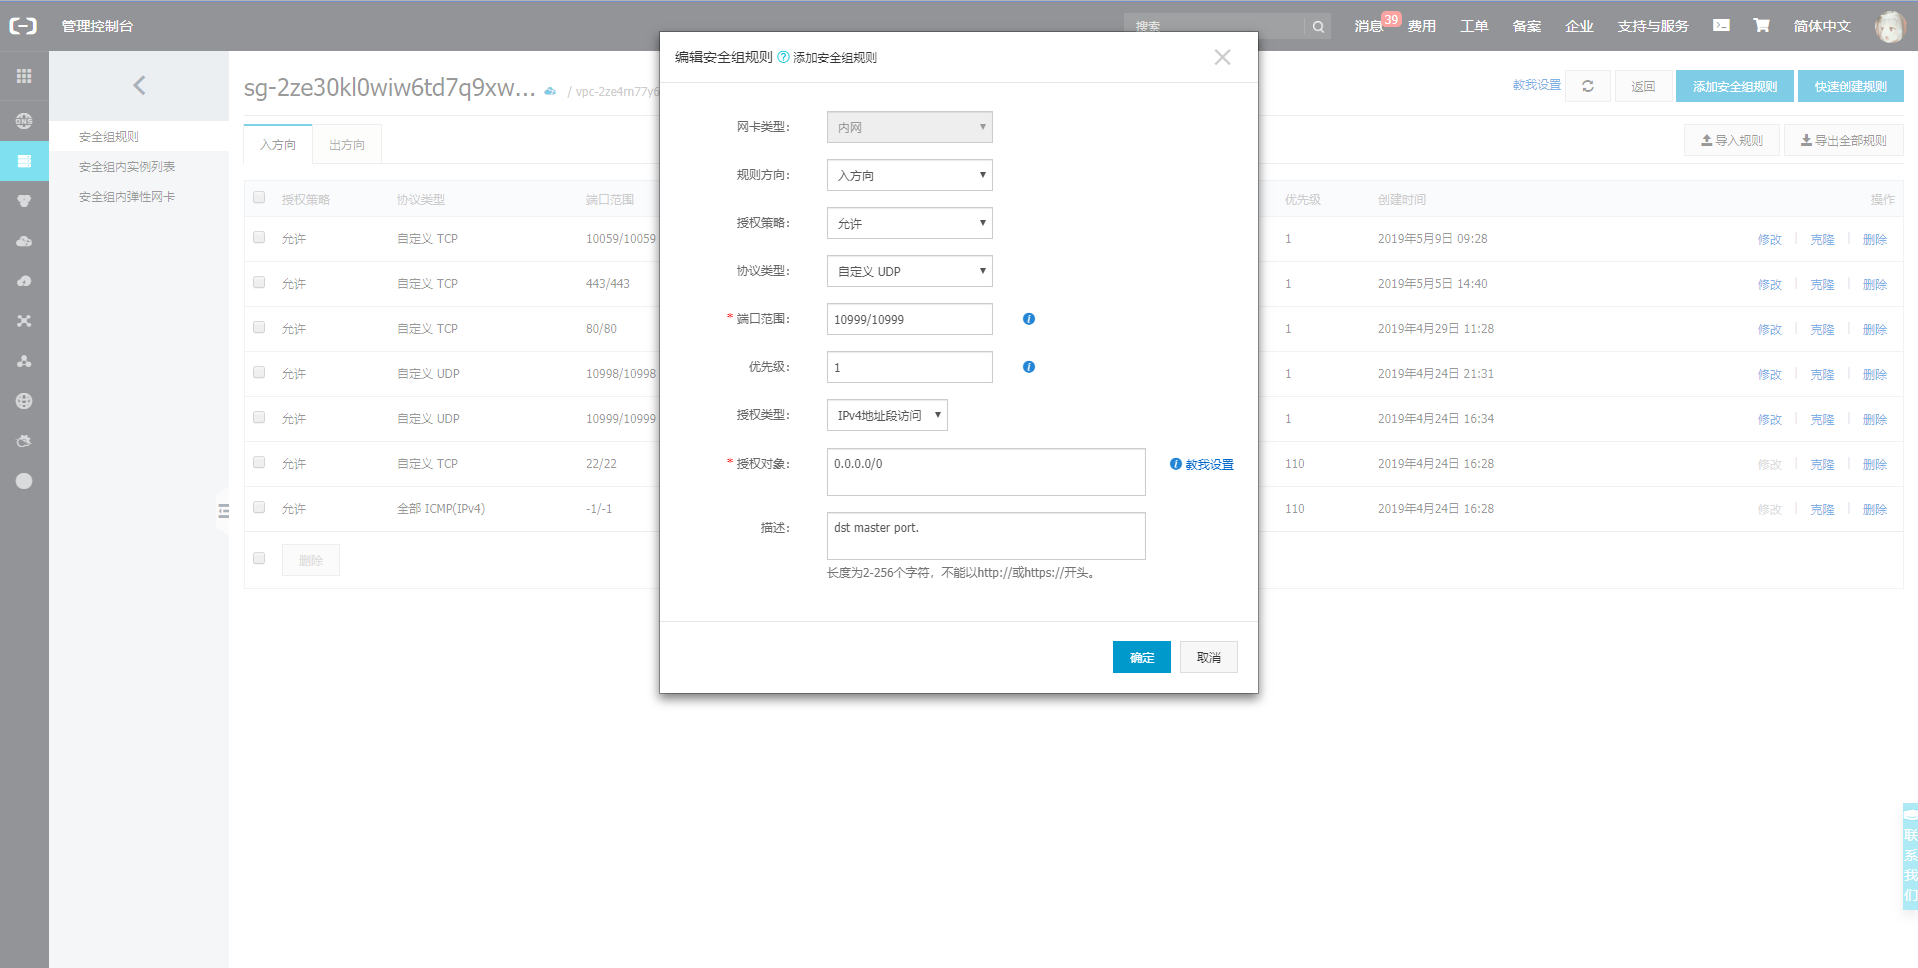 管理控制台
搜索
消息 39 费用 工单 备案 企业 支持与服务 简体中文
sg-2ze30kl0wiw6td7q9xw... / vpc-2ze4rn77y6
教我设置 返回 添加安全组规则 快速创建规则
安全组规则
安全组内实例列表
安全组内弹性网卡
入方向 出方向
导入规则 导出全部规则
授权策略 协议类型 端口范围 优先级 创建时间 操作
允许 自定义 TCP 10059/10059 1 2019年5月9日 09:28 修改 克隆 删除
允许 自定义 TCP 443/443 1 2019年5月5日 14:40 修改 克隆 删除
允许 自定义 TCP 80/80 1 2019年4月29日 11:28 修改 克隆 删除
允许 自定义 UDP 10998/10998 1 2019年4月24日 21:31 修改 克隆 删除
允许 自定义 UDP 10999/10999 1 2019年4月24日 16:34 修改 克隆 删除
允许 自定义 TCP 22/22 110 2019年4月24日 16:28 修改 克隆 删除
允许 全部 ICMP(IPv4) -1/-1 110 2019年4月24日 16:28 修改 克隆 删除
删除
编辑安全组规则 添加安全组规则
网卡类型: 内网
规则方向: 入方向
授权策略: 允许
协议类型: 自定义 UDP
* 端口范围: 10999/10999
优先级: 1
授权类型: IPv4地址段访问
* 授权对象: 0.0.0.0/0 教我设置
描述: dst master port.
长度为2-256个字符，不能以http://或https://开头。
确定 取消
联系我们
DNS